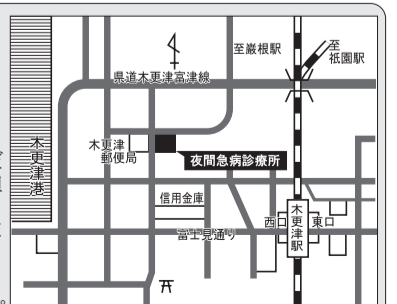 至巌根駅
至
祇園駅
県道木更津富津線
木更津港
木更津
郵便局
夜間急病診療所
信用金庫
西口
木更津駅
東口
富士見通り